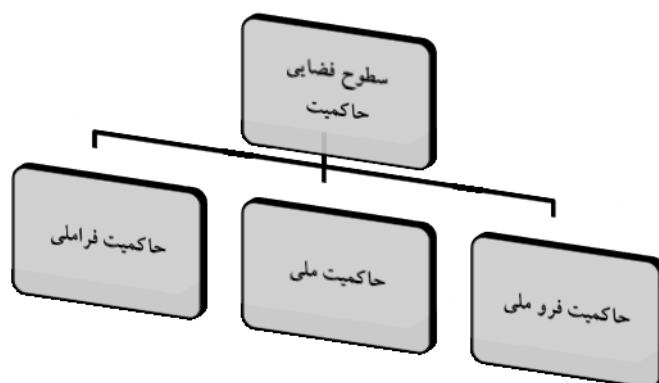 سطوح فضایی
حاکمیت
حاکمیت فرو ملی
حاکمیت ملی
حاکمیت فراملی